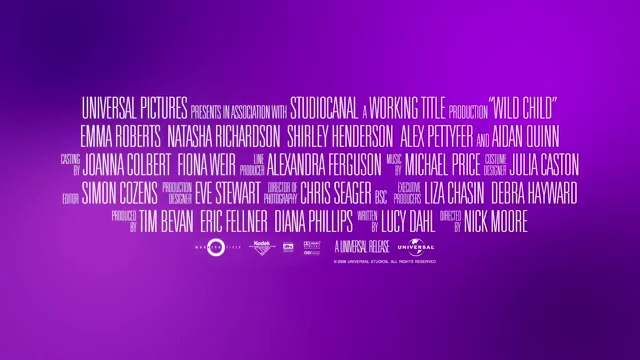 UNIVERSAL PICTURES PRESENTS IN ASSOCIATION WITH STUDIOCANAL A WORKING TITLE PRODUCTION "WILD CHILD"
EMMA ROBERTS NATASHA RICHARDSON SHIRLEY HENDERSON ALEX PETTYFER AND AIDAN QUINN
CASTING BY JOANNA COLBERT FIONA WEIR LINE PRODUCER ALEXANDRA FERGUSON MUSIC BY MICHAEL PRICE COSTUME DESIGNER JULIA CASTON
EDITOR SIMON COZENS PRODUCTION DESIGNER EVE STEWART DIRECTOR OF PHOTOGRAPHY CHRIS SEAGER BSC EXECUTIVE PRODUCERS LIZA CHASIN DEBRA HAYWARD
PRODUCED BY TIM BEVAN ERIC FELLNER DIANA PHILLIPS WRITTEN BY LUCY DAHL DIRECTED BY NICK MOORE
WORKING TITLE Kodak dts A UNIVERSAL RELEASE UNIVERSAL
© 2008 UNIVERSAL STUDIOS. ALL RIGHTS RESERVED